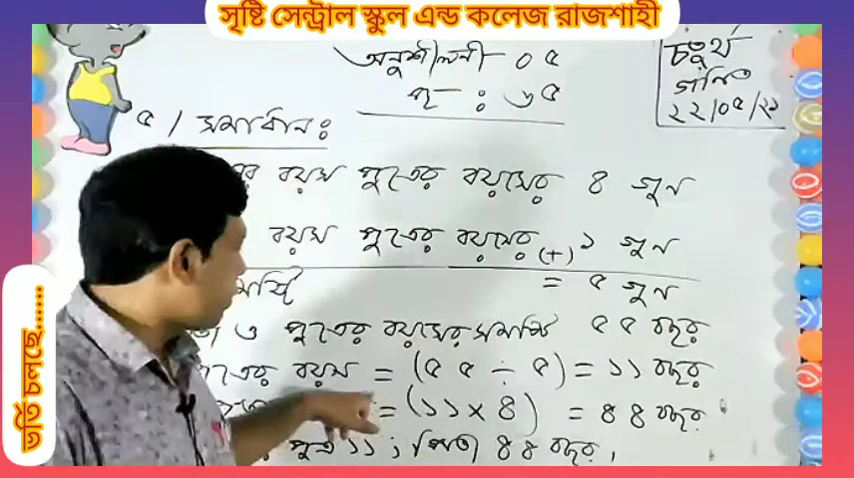 সৃষ্টি সেন্ট্রাল স্কুল এন্ড কলেজ রাজশাহী
অনুশীলনী ০৫
পৃ: ৬৫
চতুর্থ
গণিত
২২/০৫/২১
৫/ সমাধানঃ
বয়স পুত্রের বয়সের ৪ গুন
বয়স পুত্রের বয়সের (+) ১ গুন
= ৫ গুন
ও পুত্রের বয়সের সমষ্টি ৫৫ বছর
বয়স = (৫৫ ÷ ৫) = ১১ বছর
= (১১ × ৪) = ৪৪ বছর
পুত্র ১১ ; পিতা ৪৪ বছর,
ভর্তি চলছে......